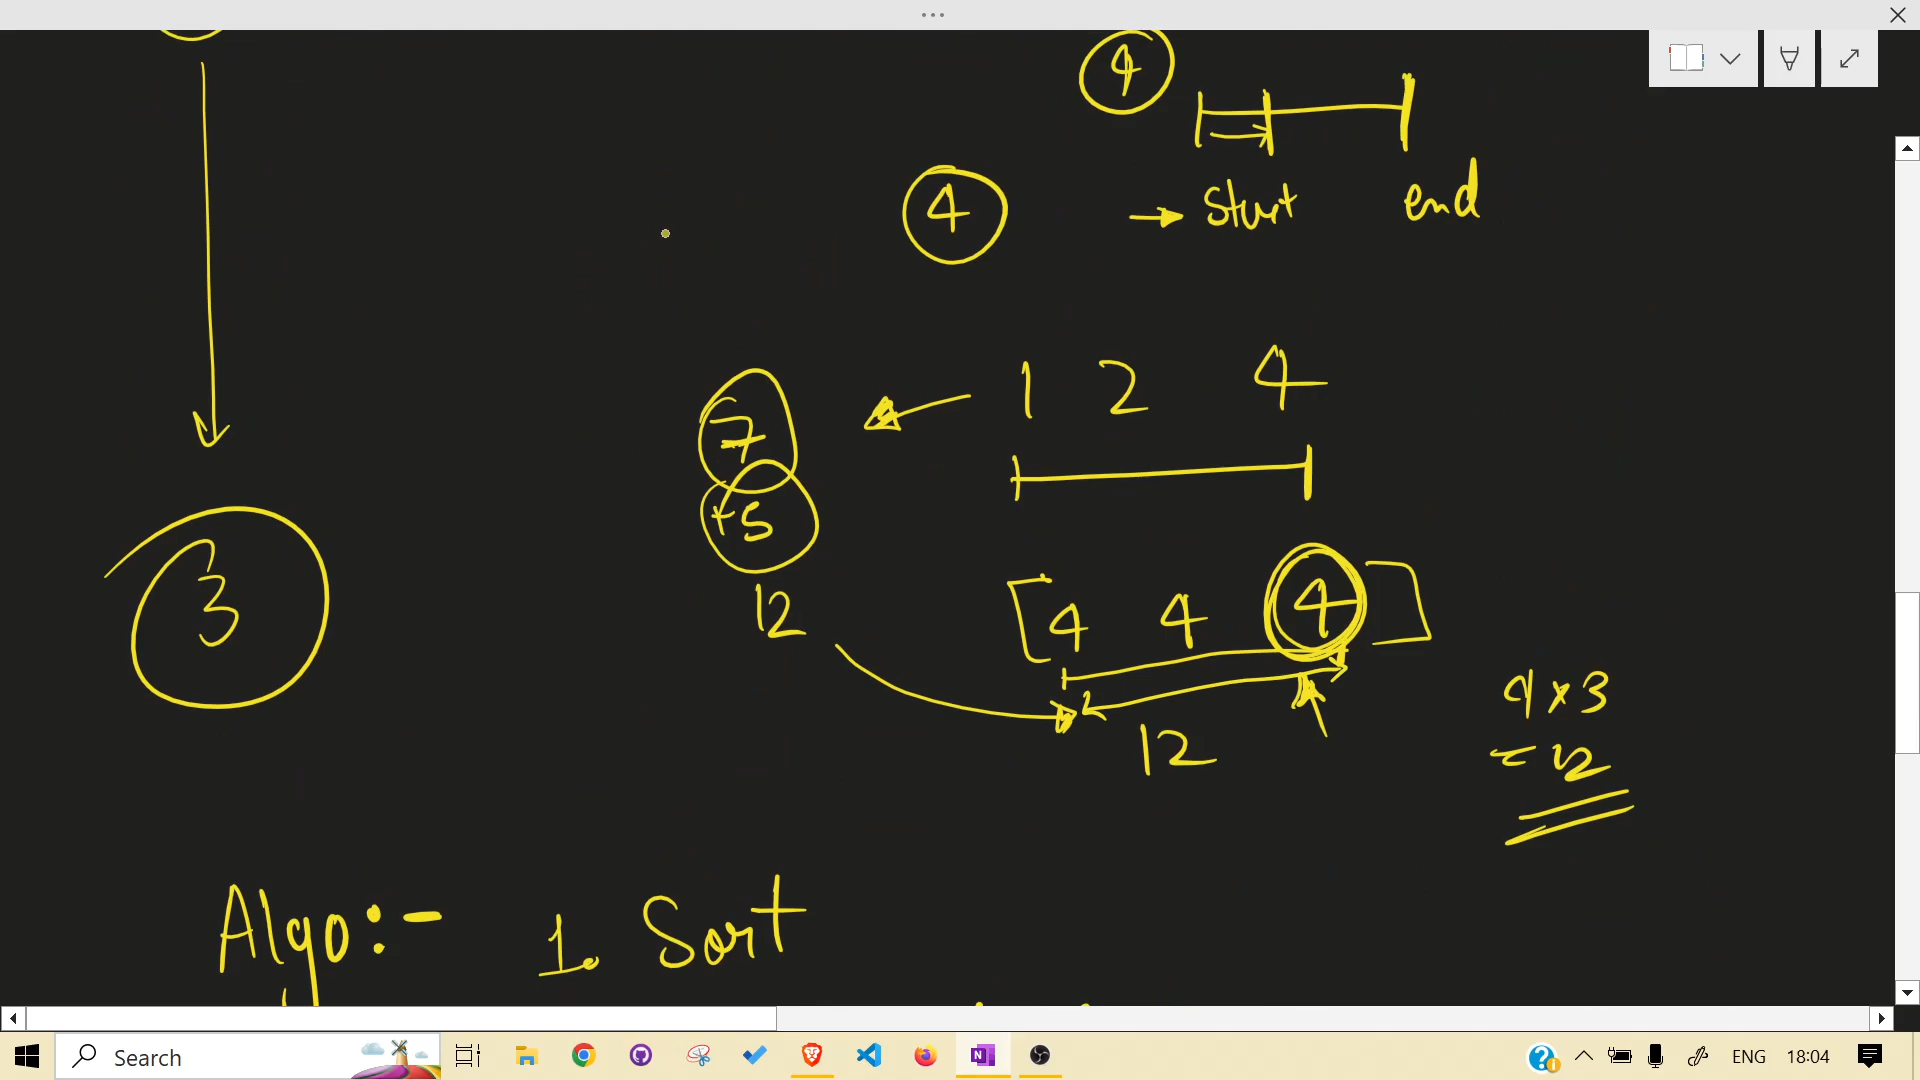 4
4
→ Start end
1 2 4
7
+5
12
3
[4 4 4]
12
4 x 3
= 12
Algo:- 1. Sort
Search
ENG 18:04